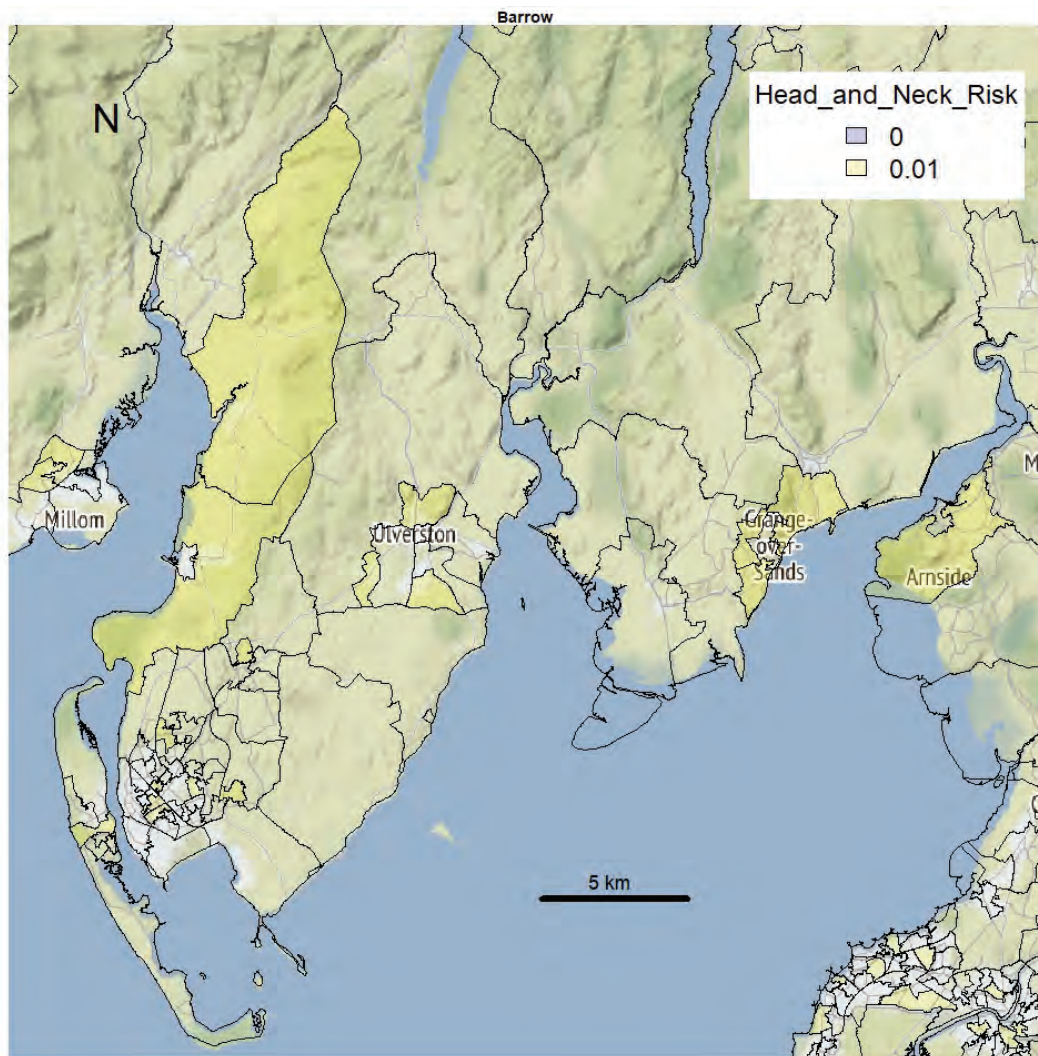 Barrow
N
Head_and_Neck_Risk
0
0.01
Millom
Ulverston
Grange-
over-
Sands
Arnside
M
5 km